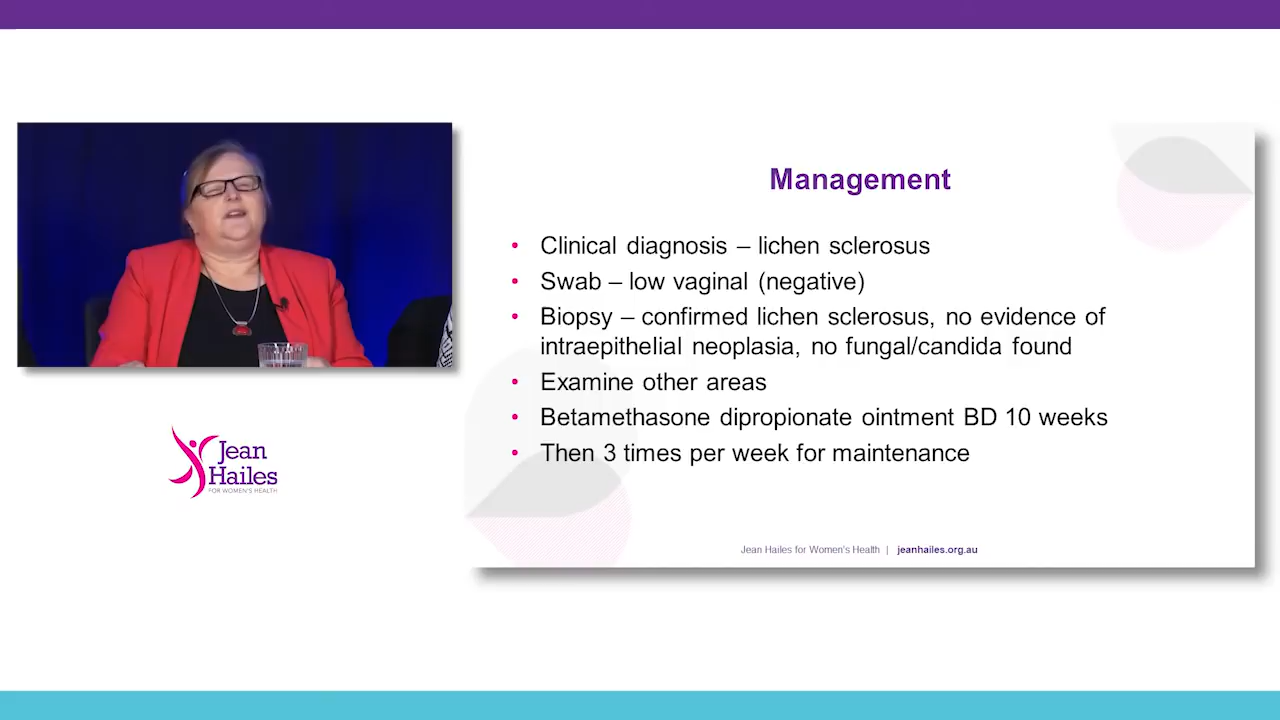 Management
• Clinical diagnosis – lichen sclerosus
• Swab – low vaginal (negative)
• Biopsy – confirmed lichen sclerosus, no evidence of
intraepithelial neoplasia, no fungal/candida found
• Examine other areas
• Betamethasone dipropionate ointment BD 10 weeks
• Then 3 times per week for maintenance
Jean Hailes for Women's Health | jeanhailes.org.au
Jean
Hailes
FOR WOMEN'S HEALTH